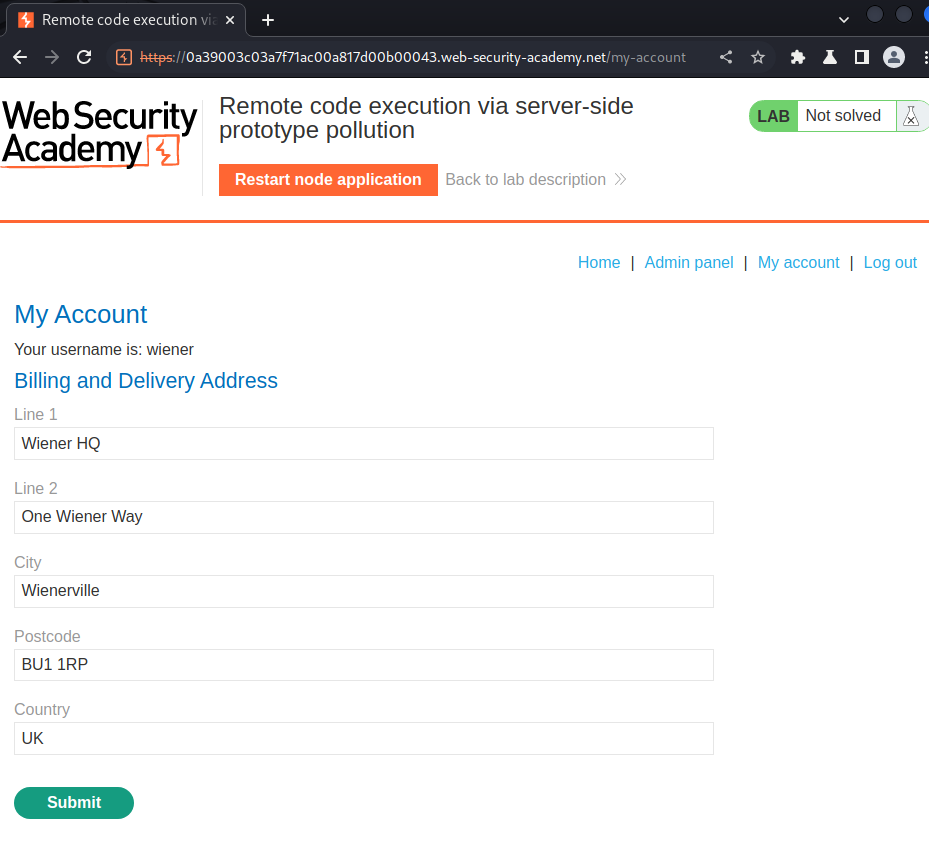 Remote code execution via
https://0a39003c03a7f71ac00a817d00b00043.web-security-academy.net/my-account
Web Security
Academy
Remote code execution via server-side
prototype pollution
LAB Not solved
Restart node application Back to lab description
Home | Admin panel | My account | Log out
My Account
Your username is: wiener
Billing and Delivery Address
Line 1
Wiener HQ
Line 2
One Wiener Way
City
Wienerville
Postcode
BU1 1RP
Country
UK
Submit